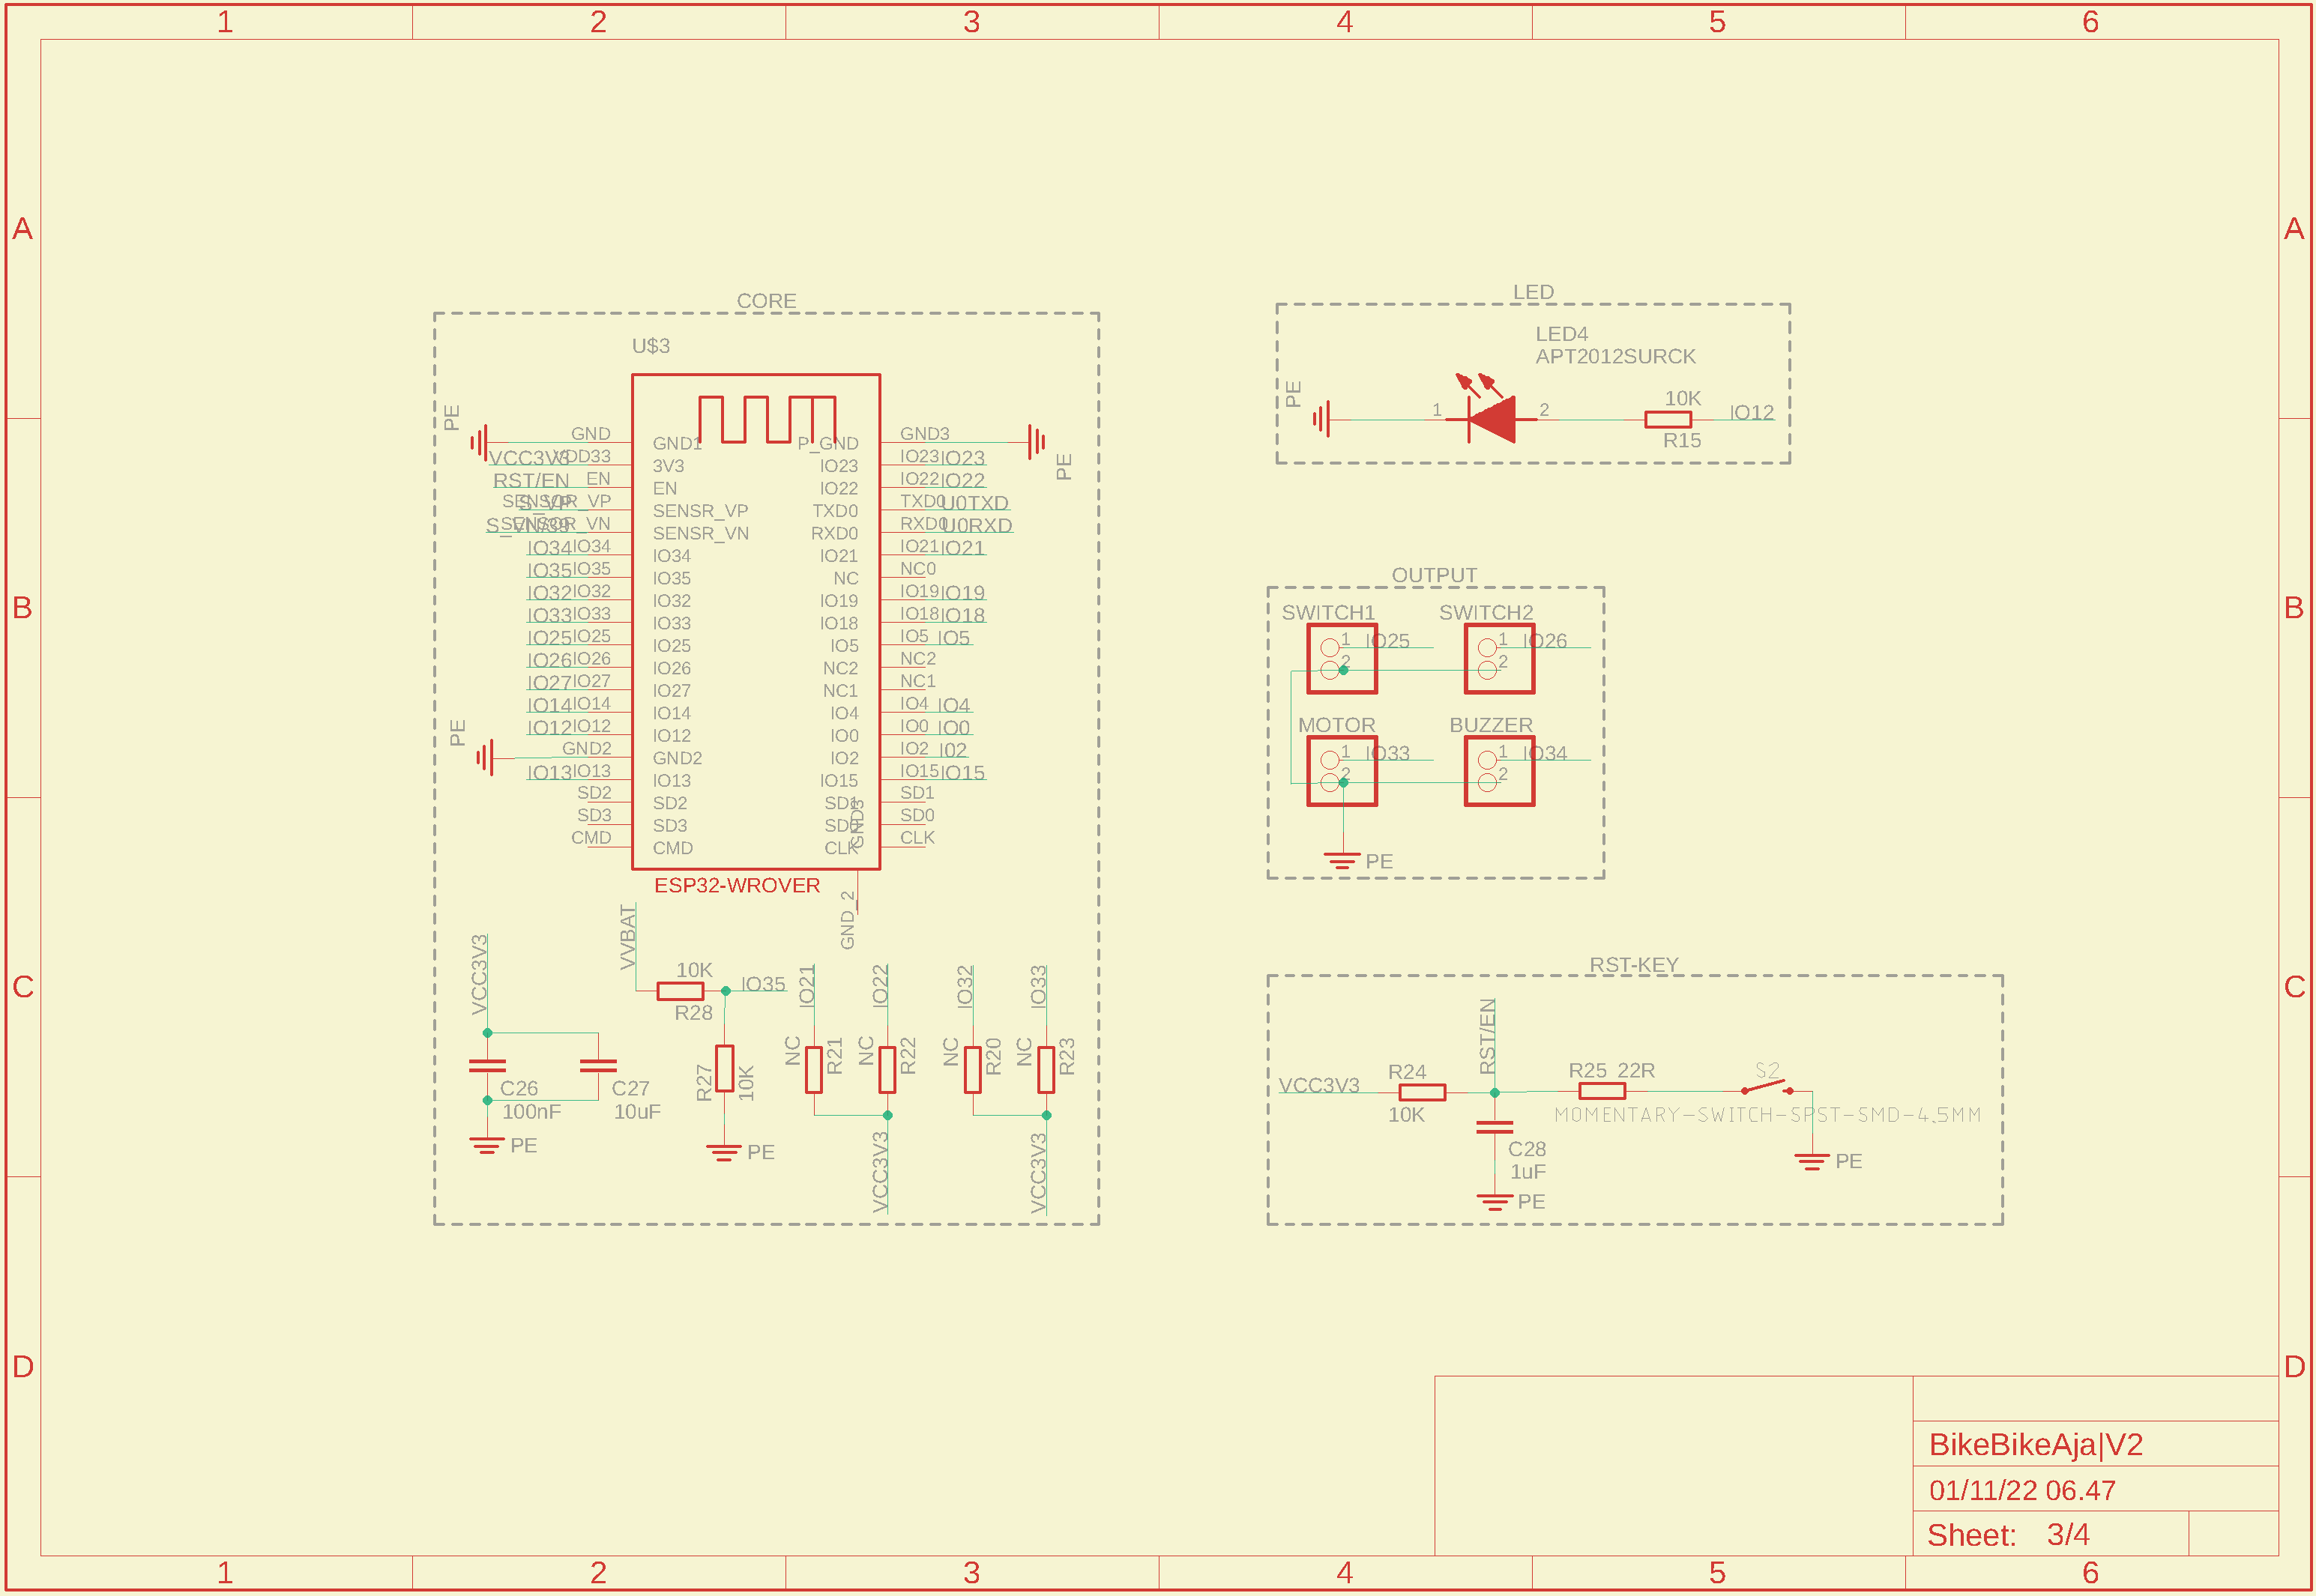 1 2 3 4 5 6
A A
B B
C C
D D
CORE
U$3
PE
GND GND1 P_GND GND3
PE
VCC3V3 VDD33 3V3 IO23 IO23 IO23
RST/EN EN EN IO22 IO22 IO22
SENSOR_VP S_VP SENSR_VP TXD0 TXD0 U0TXD
SENSOR_VN SENSR_VN RXD0 RXD0 U0RXD
IO34 IO34 IO34 IO21 IO21 IO21
IO35 IO35 IO35 NC NC0
IO32 IO32 IO32 IO19 IO19 IO19
IO33 IO33 IO33 IO18 IO18 IO18
IO25 IO25 IO25 IO5 IO5 IO5
IO26 IO26 IO26 NC2 NC2
IO27 IO27 IO27 NC1 NC1
IO14 IO14 IO14 IO4 IO4 IO4
IO12 IO12 IO12 IO0 IO0 IO0
PE
GND2 GND2 IO2 IO2 I02
IO13 IO13 IO13 IO15 IO15 IO15
SD2 SD2 SD1 SD1
SD3 SD3 SD0 SD0
CMD CMD CLK CLK
GND3
ESP32-WROVER
GND_2
VCC3V3
C26
100nF
PE
C27
10uF
VVBAT
10K
R28
IO35
R27
10K
PE
IO21
NC
R21
IO22
NC
R22
VCC3V3
IO32
NC
R20
IO33
NC
R23
VCC3V3
LED
LED4
APT2012SURCK
PE
1 2
10K
R15
IO12
OUTPUT
SWITCH1 SWITCH2
1 IO25 1 IO26
2 2
MOTOR BUZZER
1 IO33 1 IO34
2 2
PE
RST-KEY
VCC3V3
R24
10K
RST/EN
R25 22R
S2
MOMENTARY-SWITCH-SPST-SMD-4.5MM
C28
1uF
PE
PE
BikeBikeAja|V2
01/11/22 06.47
Sheet: 3/4
1 2 3 4 5 6